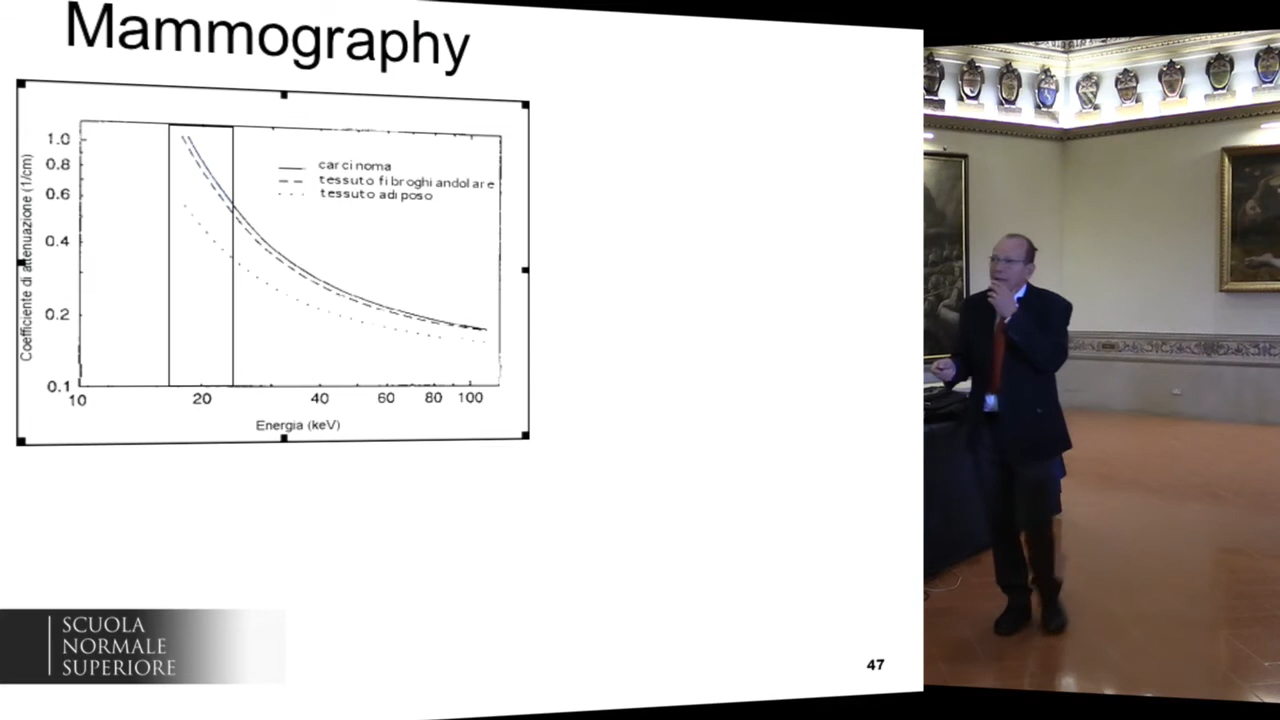 Mammography
1.0
0.8
0.6
0.4
0.2
0.1
Coefficiente di attenuazione (1/cm)
carcinoma
tessuto fibroghiandolare
tessuto adiposo
10 20 40 60 80 100
Energia (keV)
SCUOLA
NORMALE
SUPERIORE
47